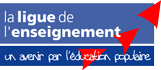 la ligue de
l'enseignement
un avenir par l'éducation populaire